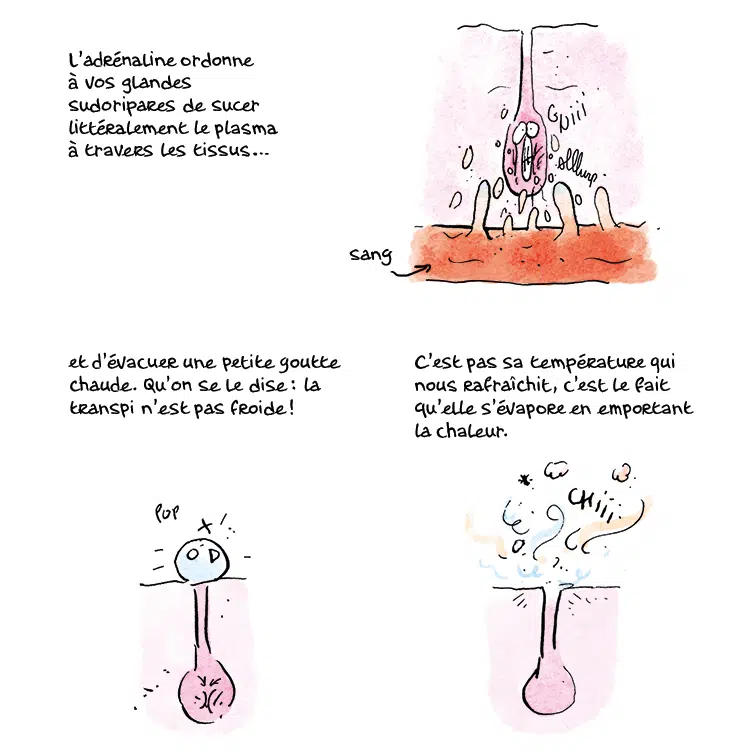 L'adrénaline ordonne
à vos glandes
sudoripares de sucer
littéralement le plasma
à travers les tissus...
GNiii
slllurp
sang
et d'évacuer une petite goutte
chaude. Qu'on se le dise : la
transpi n'est pas froide !
C'est pas sa température qui
nous rafraîchit, c'est le fait
qu'elle s'évapore en emportant
la chaleur.
POP
CHiii